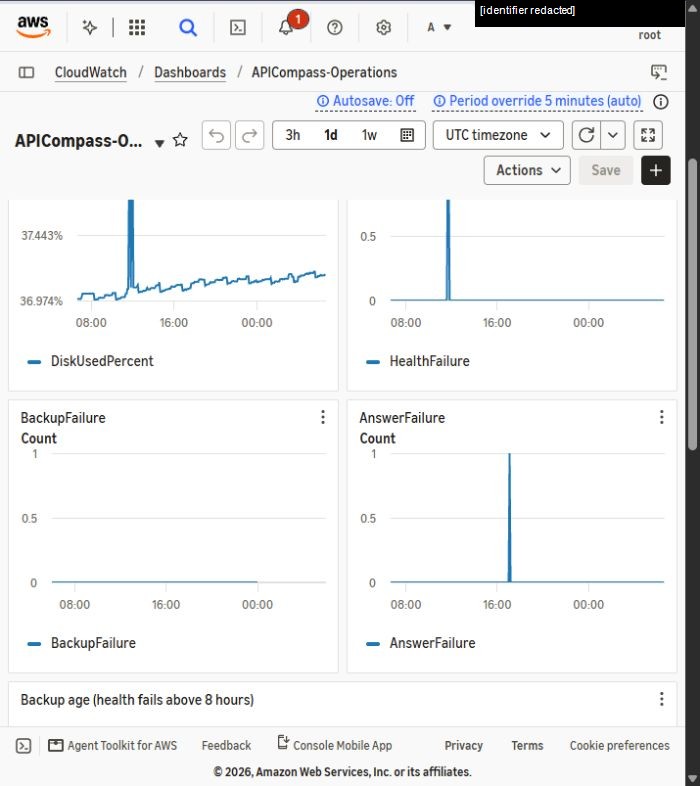 [identifier redacted]
aws
1
A
root
CloudWatch / Dashboards / APICompass-Operations
Autosave: Off Period override 5 minutes (auto)
APICompass-O...
3h 1d 1w UTC timezone
Actions Save +
37.443%
36.974%
08:00 16:00 00:00
DiskUsedPercent
0.5
0
08:00 16:00 00:00
HealthFailure
BackupFailure
Count
1
0.5
0
08:00 16:00 00:00
BackupFailure
AnswerFailure
Count
1
0.5
0
08:00 16:00 00:00
AnswerFailure
Backup age (health fails above 8 hours)
Agent Toolkit for AWS Feedback Console Mobile App Privacy Terms Cookie preferences
© 2026, Amazon Web Services, Inc. or its affiliates.